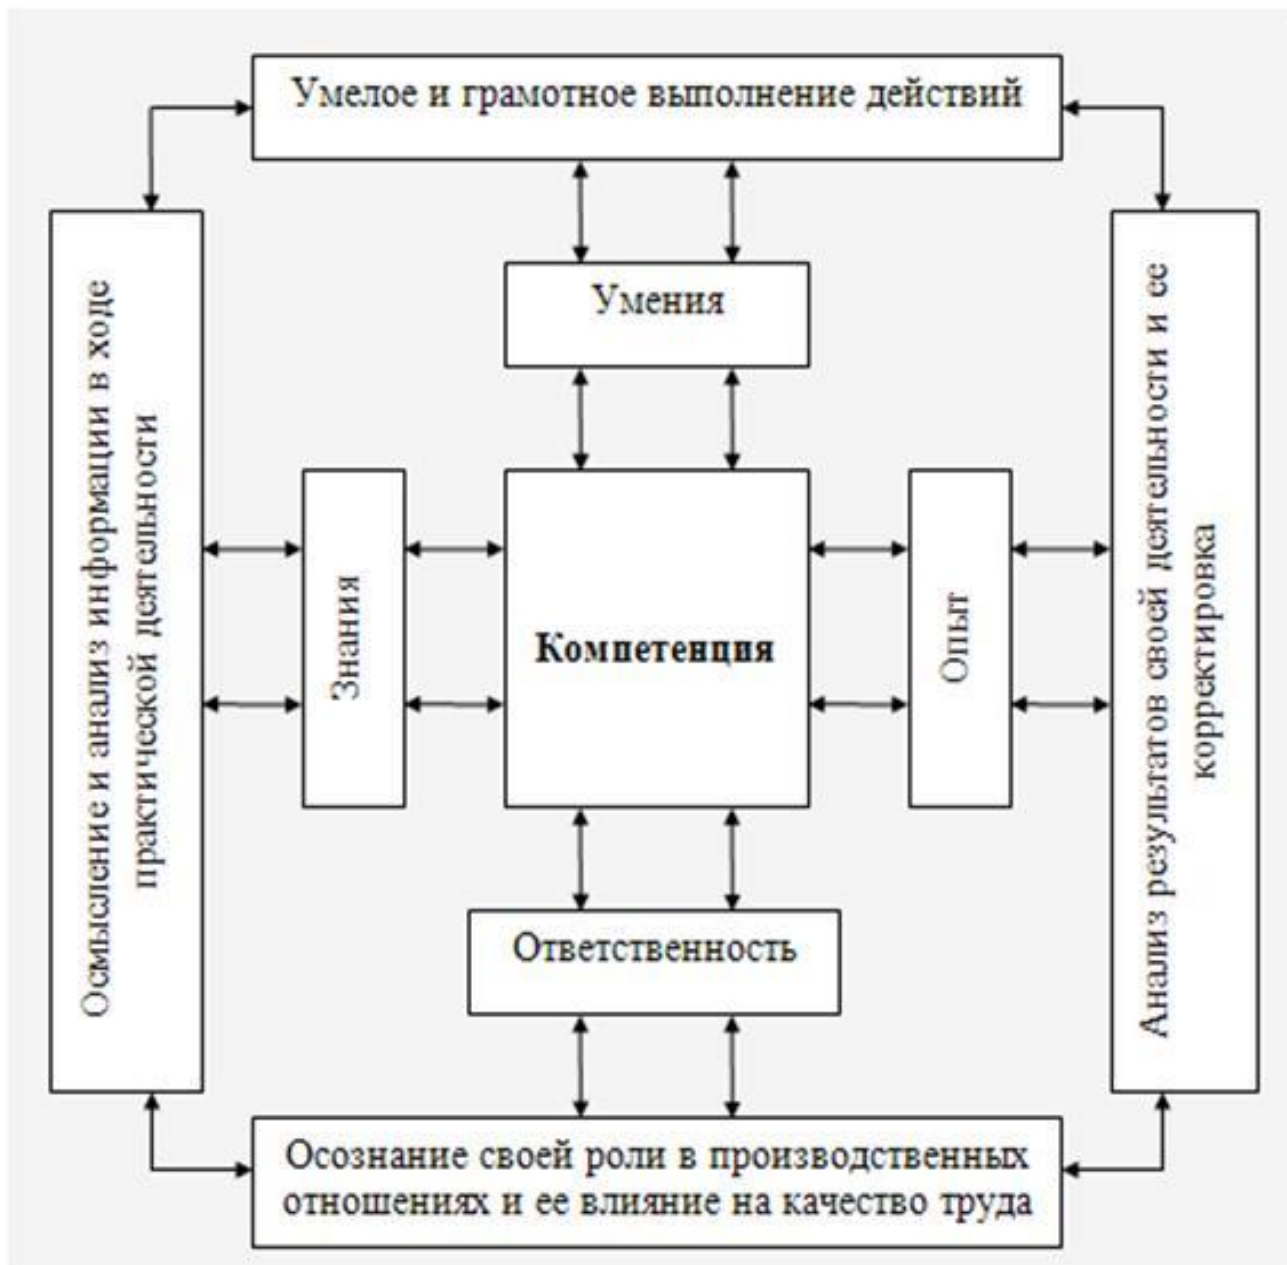 Умелое и грамотное выполнение действий
Умения
Осмысление и анализ информации в ходе
практической деятельности
Знания
Компетенция
Опыт
Анализ результатов своей деятельности и ее
корректировка
Ответственность
Осознание своей роли в производственных
отношениях и ее влияние на качество труда